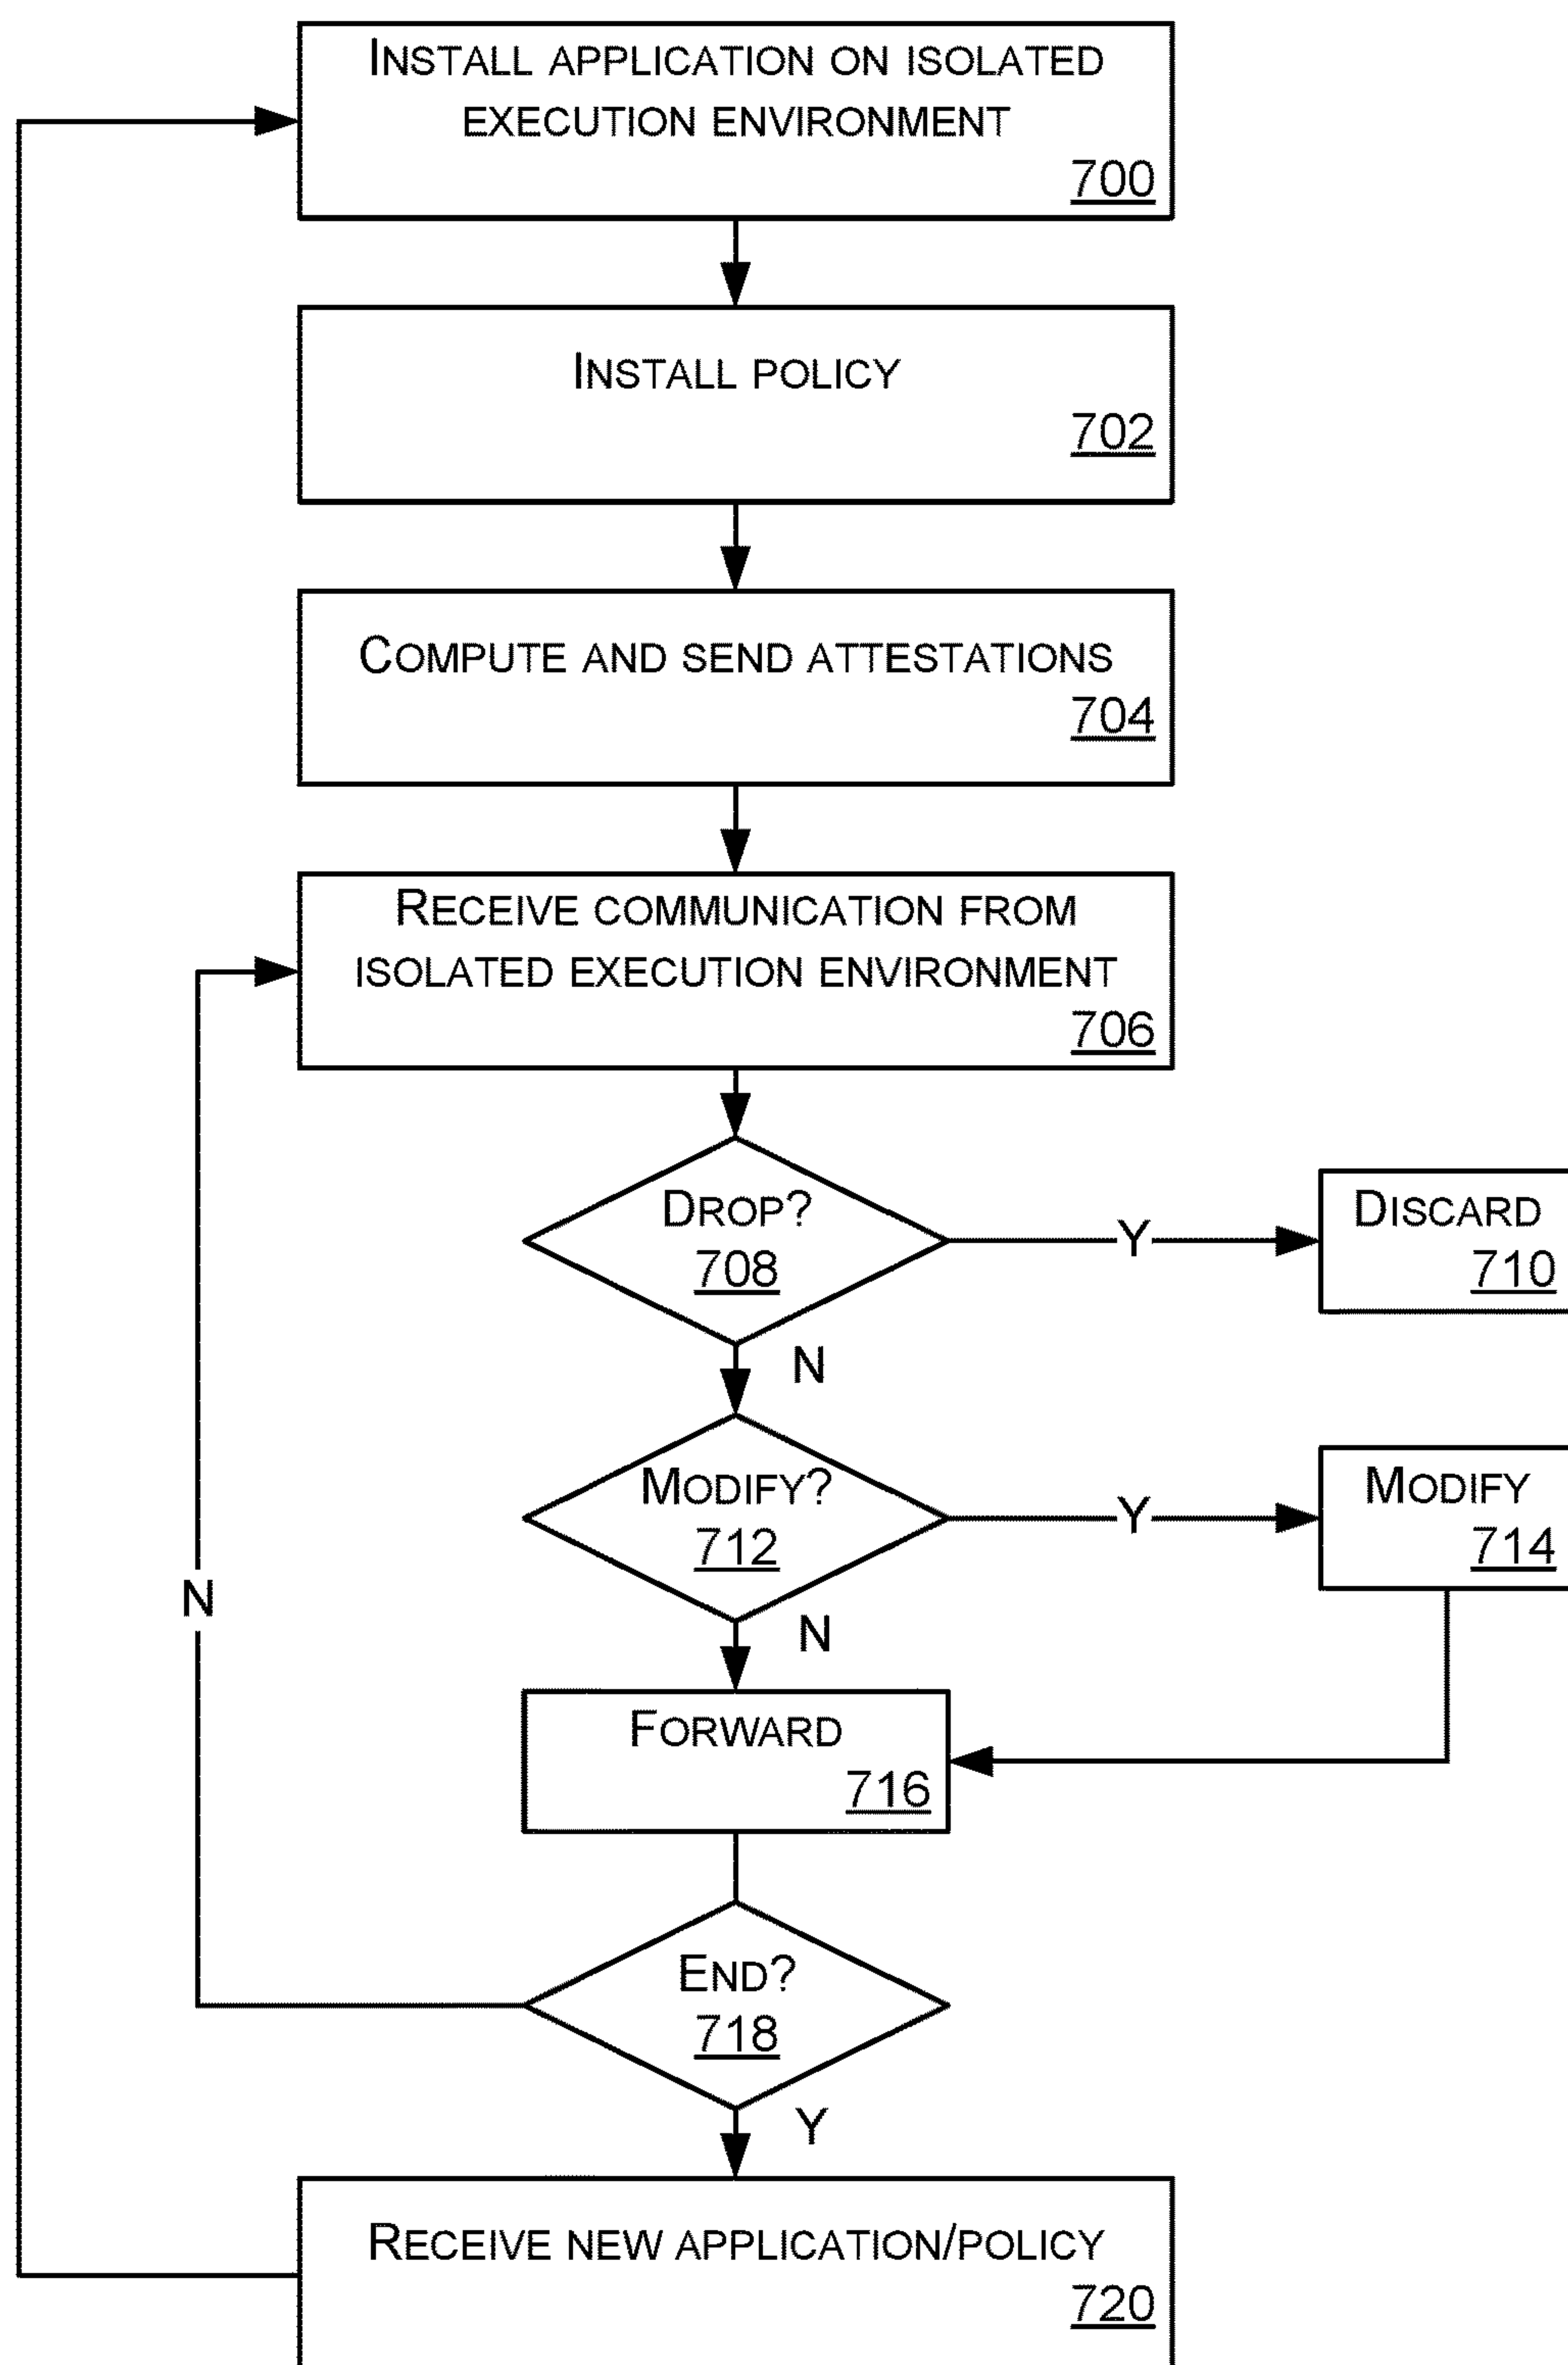 INSTALL APPLICATION ON ISOLATED
EXECUTION ENVIRONMENT
700
INSTALL POLICY
702
COMPUTE AND SEND ATTESTATIONS
704
RECEIVE COMMUNICATION FROM
ISOLATED EXECUTION ENVIRONMENT
706
DROP?
708
Y
DISCARD
710
N
MODIFY?
712
Y
MODIFY
714
N
N
FORWARD
716
END?
718
Y
RECEIVE NEW APPLICATION/POLICY
720